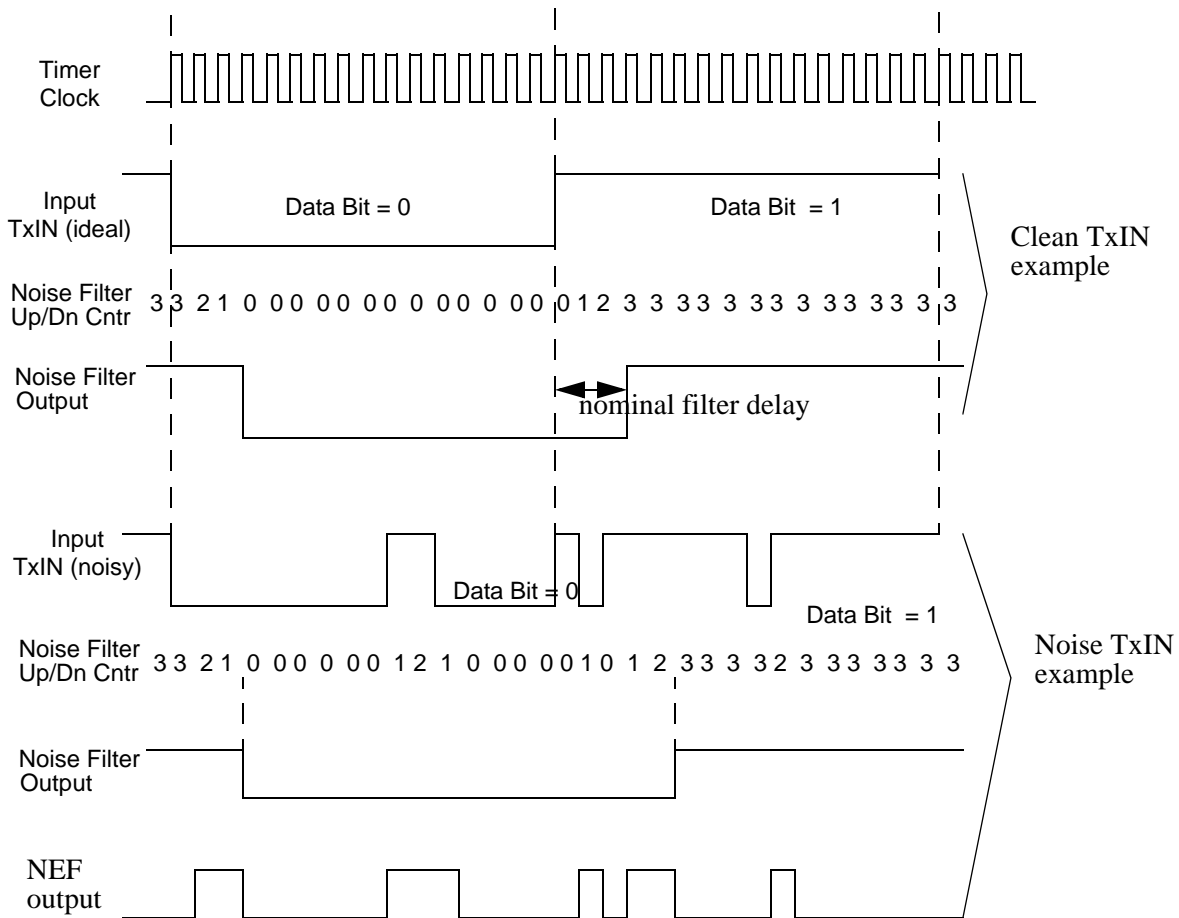 Timer
Clock
Input
TxIN (ideal)
Data Bit = 0
Data Bit = 1
Clean TxIN
example
Noise Filter
Up/Dn Cntr
3 3 2 1 0 0 0 0 0 0 0 0 0 0 0 0 0 0 1 2 3 3 3 3 3 3 3 3 3 3 3 3 3 3
Noise Filter
Output
nominal filter delay
Input
TxIN (noisy)
Data Bit = 0
Data Bit = 1
Noise Filter
Up/Dn Cntr
3 3 2 1 0 0 0 0 0 0 1 2 1 0 0 0 0 0 1 0 1 2 3 3 3 3 2 3 3 3 3 3 3 3
Noise TxIN
example
Noise Filter
Output
NEF
output